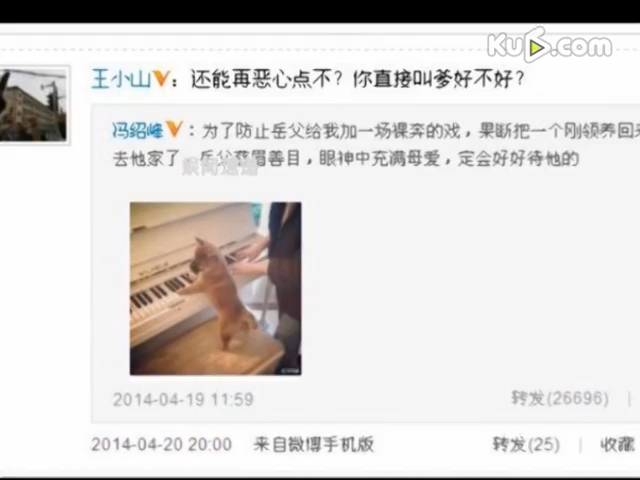 Ku6.com
王小山：还能再恶心点不？你直接叫爹好不好？
冯绍峰：为了防止岳父给我加一场裸奔的戏，果断把一个刚领养回来
去他家了 岳父慈眉善目，眼神中充满母爱，定会好好待他的
2014-04-19 11:59 转发(26696) |
2014-04-20 20:00 来自微博手机版 转发(25) | 收藏